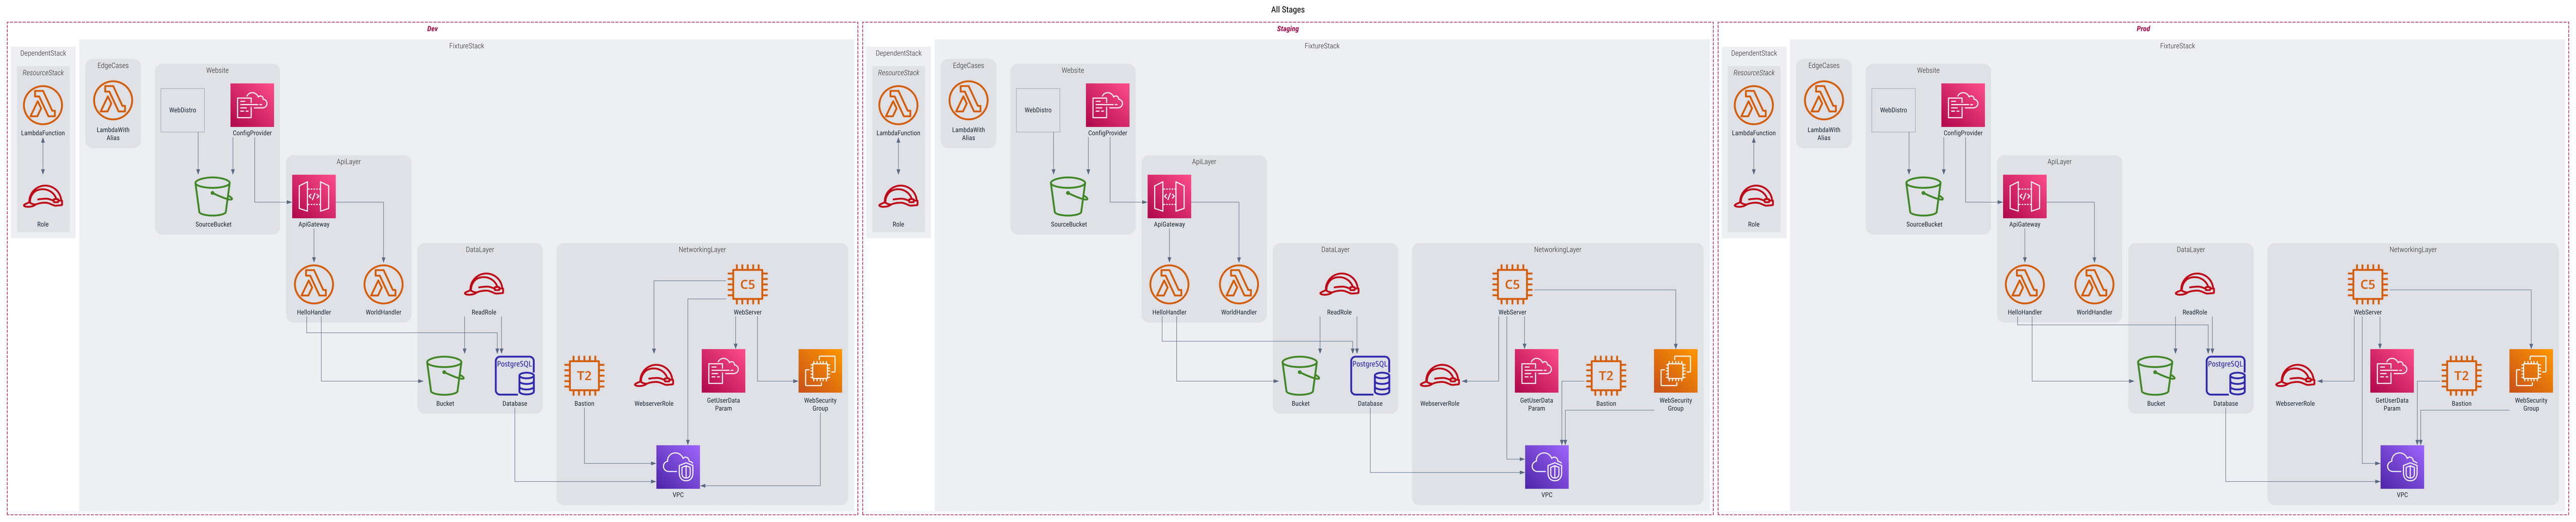 All Stages
Dev
DependentStack
ResourceStack
LambdaFunction
Role
FixtureStack
EdgeCases
LambdaWith
Alias
Website
WebDistro
ConfigProvider
SourceBucket
ApiLayer
ApiGateway
HelloHandler
WorldHandler
DataLayer
ReadRole
Bucket
PostgreSQL
Database
NetworkingLayer
C5
WebServer
T2
Bastion
WebserverRole
GetUserData
Param
WebSecurity
Group
VPC
Staging
DependentStack
ResourceStack
LambdaFunction
Role
FixtureStack
EdgeCases
LambdaWith
Alias
Website
WebDistro
ConfigProvider
SourceBucket
ApiLayer
ApiGateway
HelloHandler
WorldHandler
DataLayer
ReadRole
Bucket
PostgreSQL
Database
NetworkingLayer
C5
WebServer
WebserverRole
GetUserData
Param
T2
Bastion
WebSecurity
Group
VPC
Prod
DependentStack
ResourceStack
LambdaFunction
Role
FixtureStack
EdgeCases
LambdaWith
Alias
Website
WebDistro
ConfigProvider
SourceBucket
ApiLayer
ApiGateway
HelloHandler
WorldHandler
DataLayer
ReadRole
Bucket
PostgreSQL
Database
NetworkingLayer
C5
WebServer
WebserverRole
GetUserData
Param
T2
Bastion
WebSecurity
Group
VPC